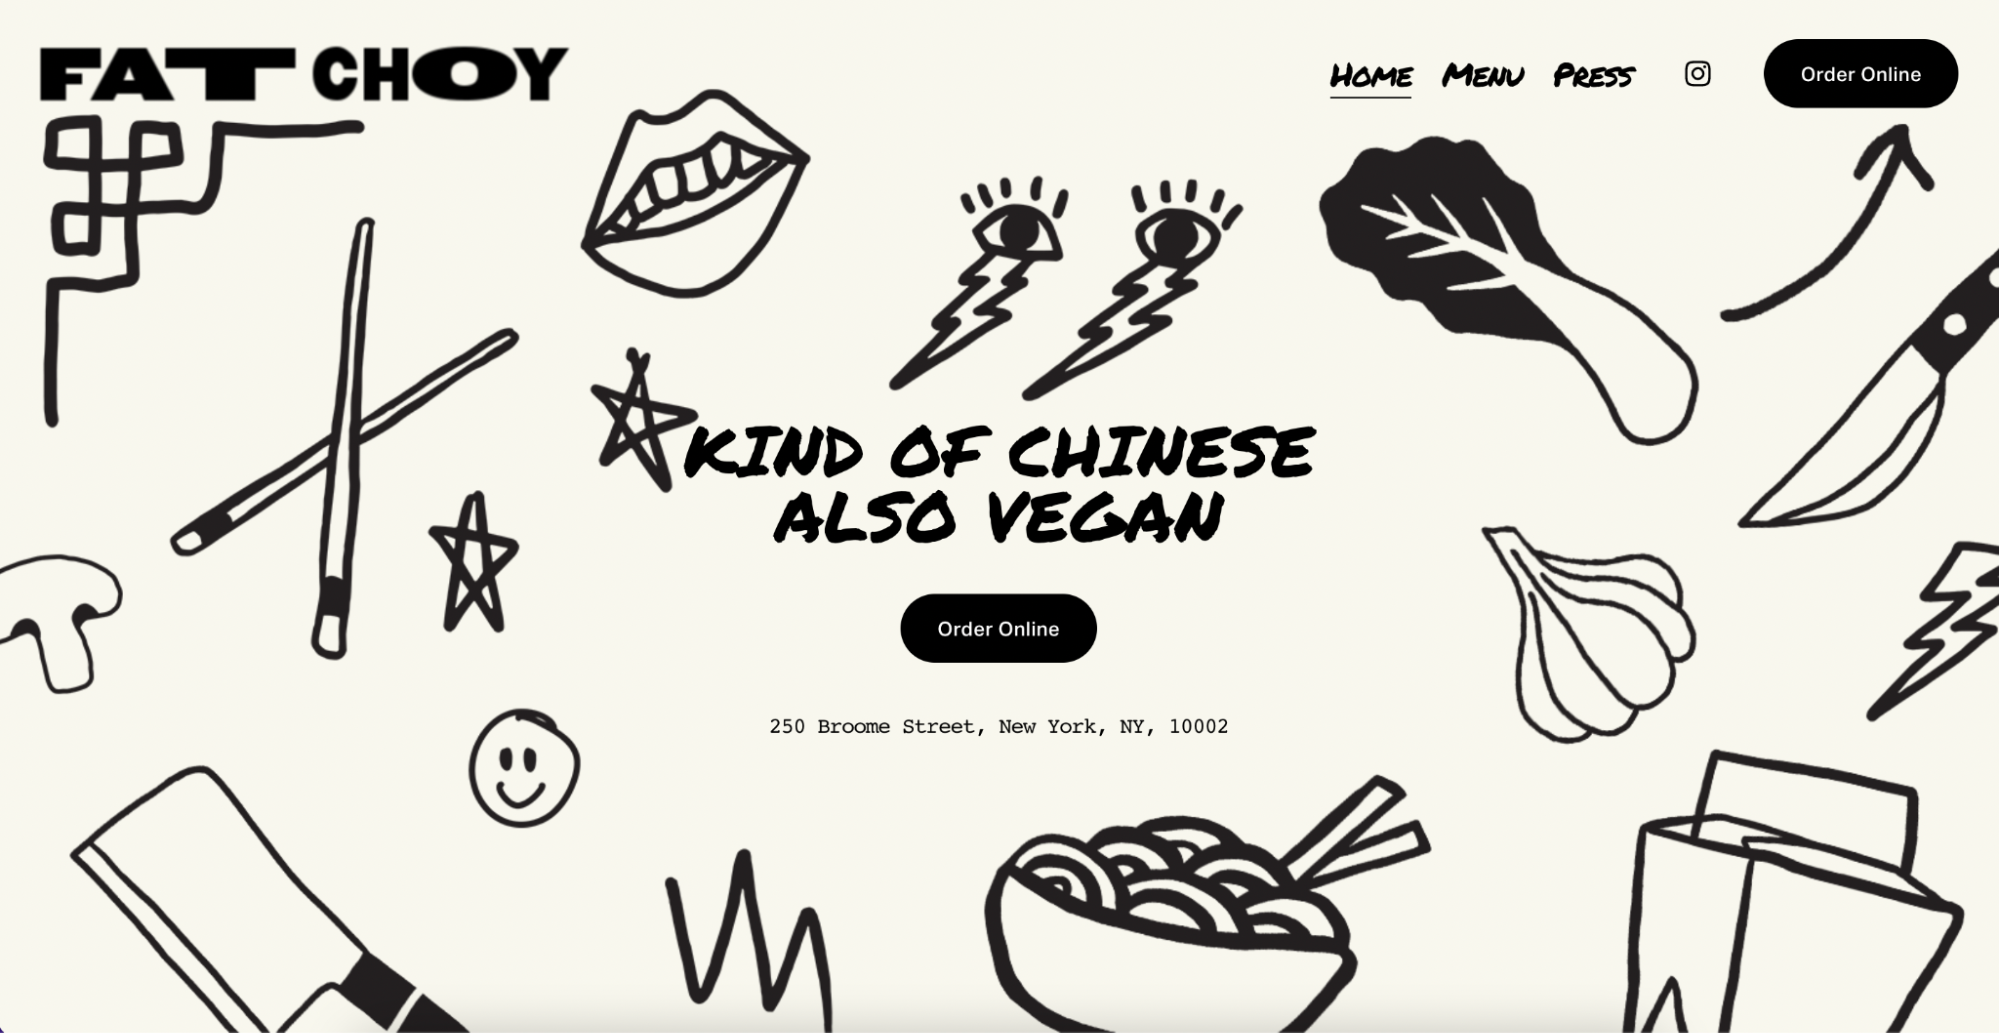 FAT CHOY
HOME MENU PRESS Order Online
KIND OF CHINESE
ALSO VEGAN
Order Online
250 Broome Street, New York, NY, 10002